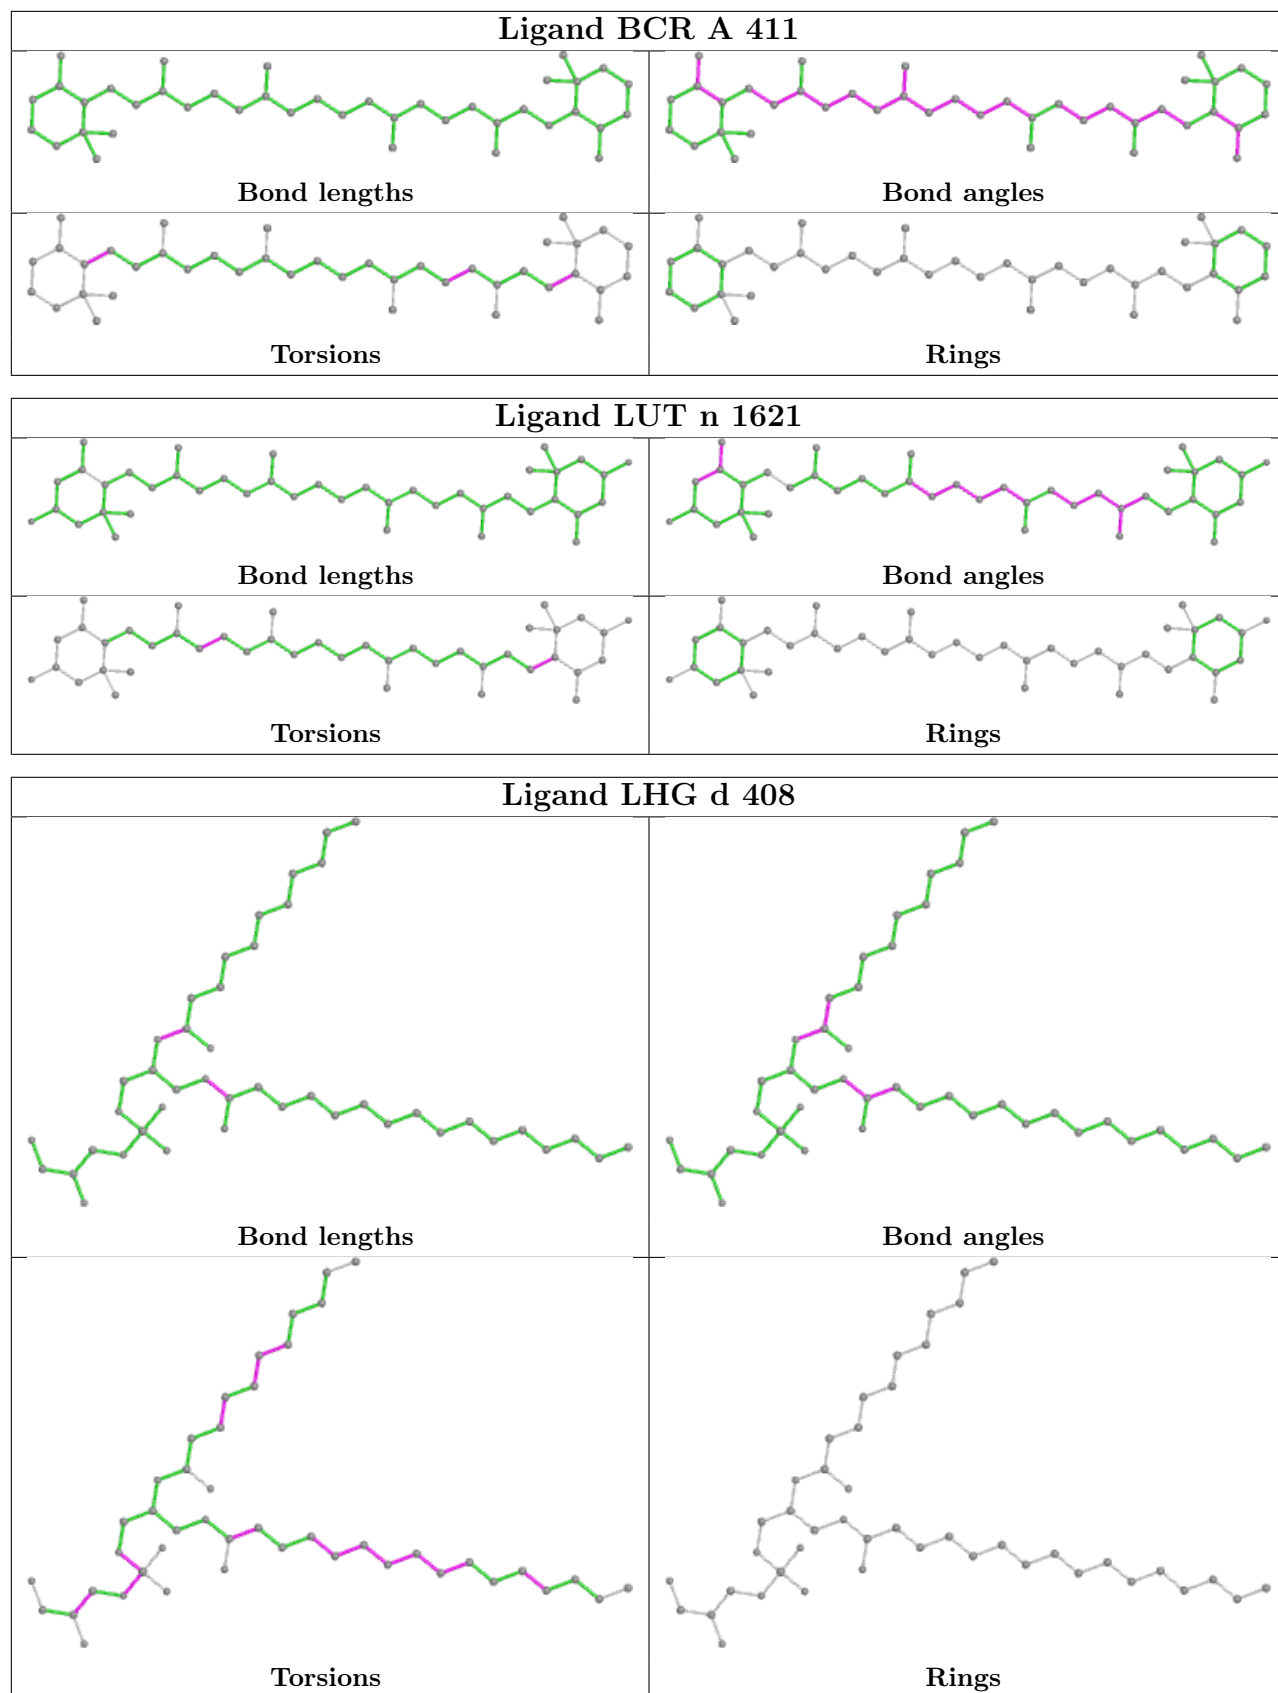 Ligand BCR A 411
Bond lengths
Bond angles
Torsions
Rings
Ligand LUT n 1621
Bond lengths
Bond angles
Torsions
Rings
Ligand LHG d 408
Bond lengths
Bond angles
Torsions
Rings